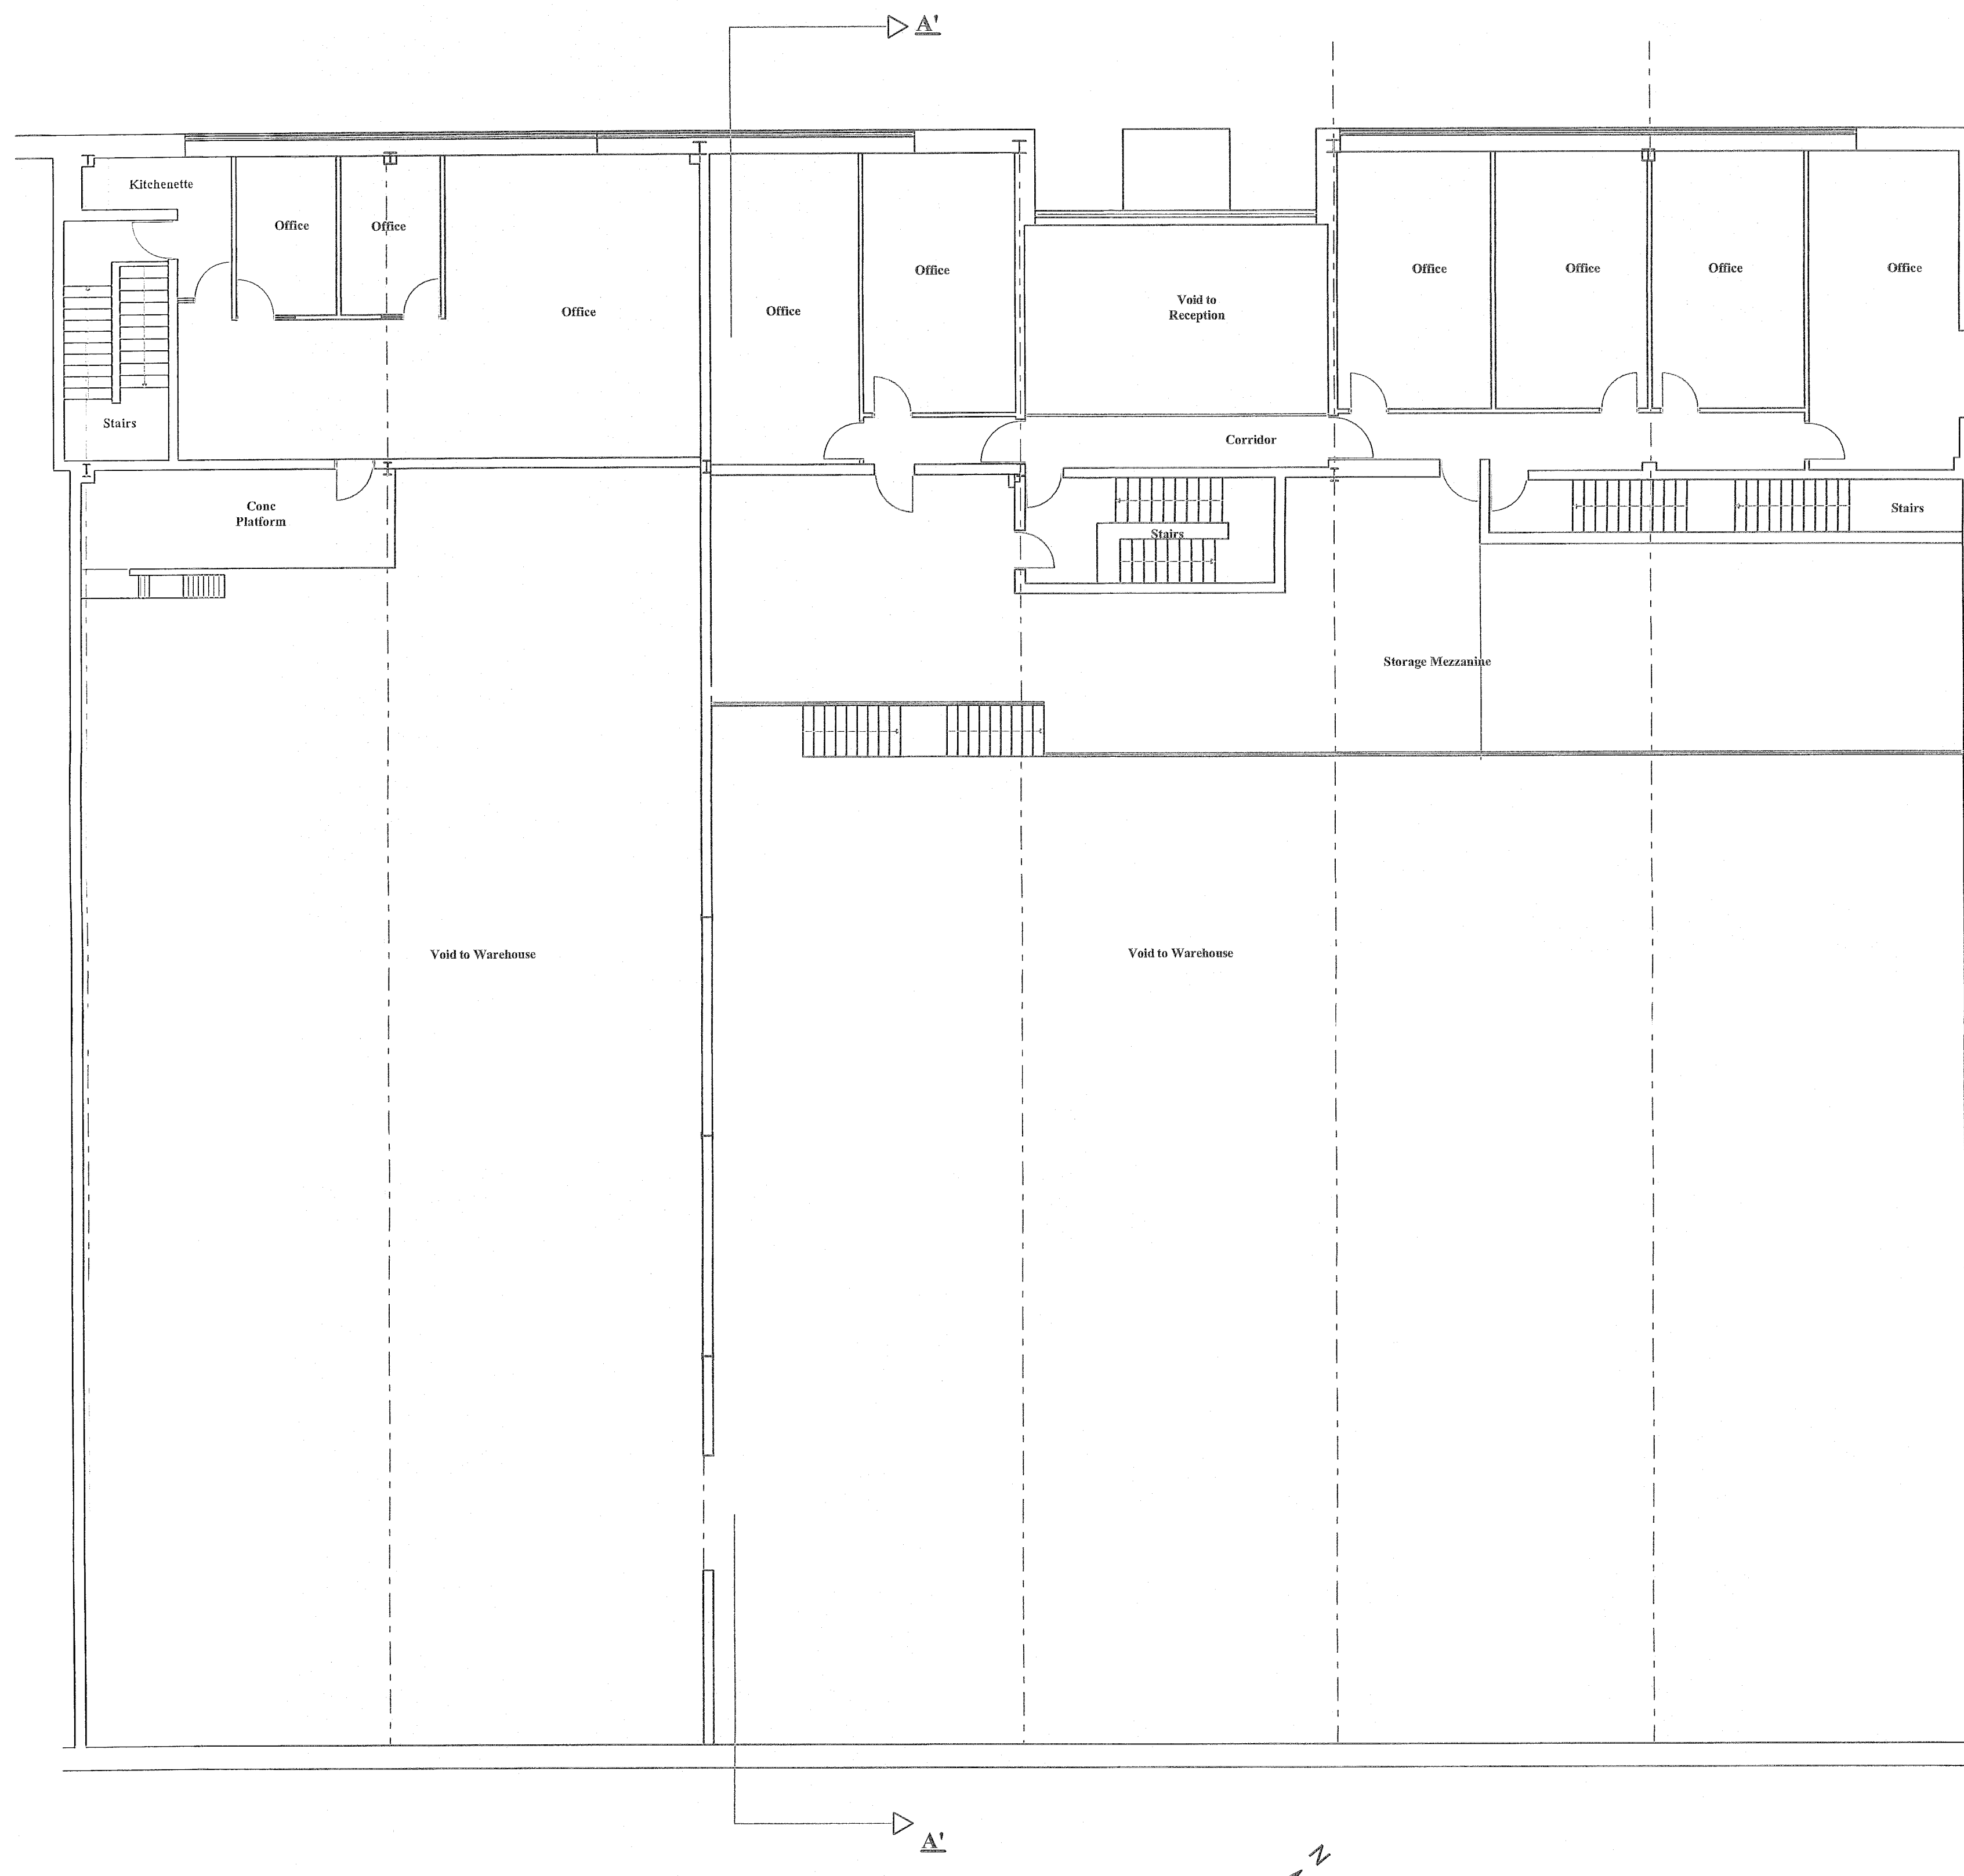 A'
Kitchenette
Office
Office
Office
Office
Office
Void to
Reception
Office
Office
Office
Office
Stairs
Corridor
Conc
Platform
Stairs
Stairs
Storage Mezzanine
Void to Warehouse
Void to Warehouse
A'
N